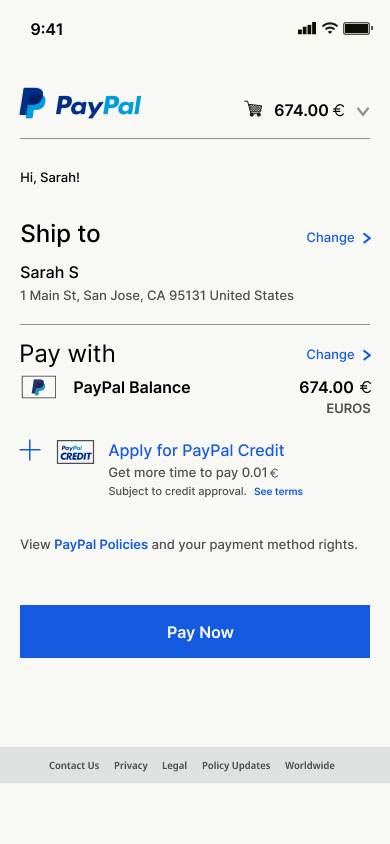 9:41
PayPal
674.00 €
Hi, Sarah!
Ship to
Change
Sarah S
1 Main St, San Jose, CA 95131 United States
Pay with
Change
PayPal Balance
674.00 €
EUROS
PayPal
CREDIT
Apply for PayPal Credit
Get more time to pay 0.01 €
Subject to credit approval. See terms
View PayPal Policies and your payment method rights.
Pay Now
Contact Us Privacy Legal Policy Updates Worldwide